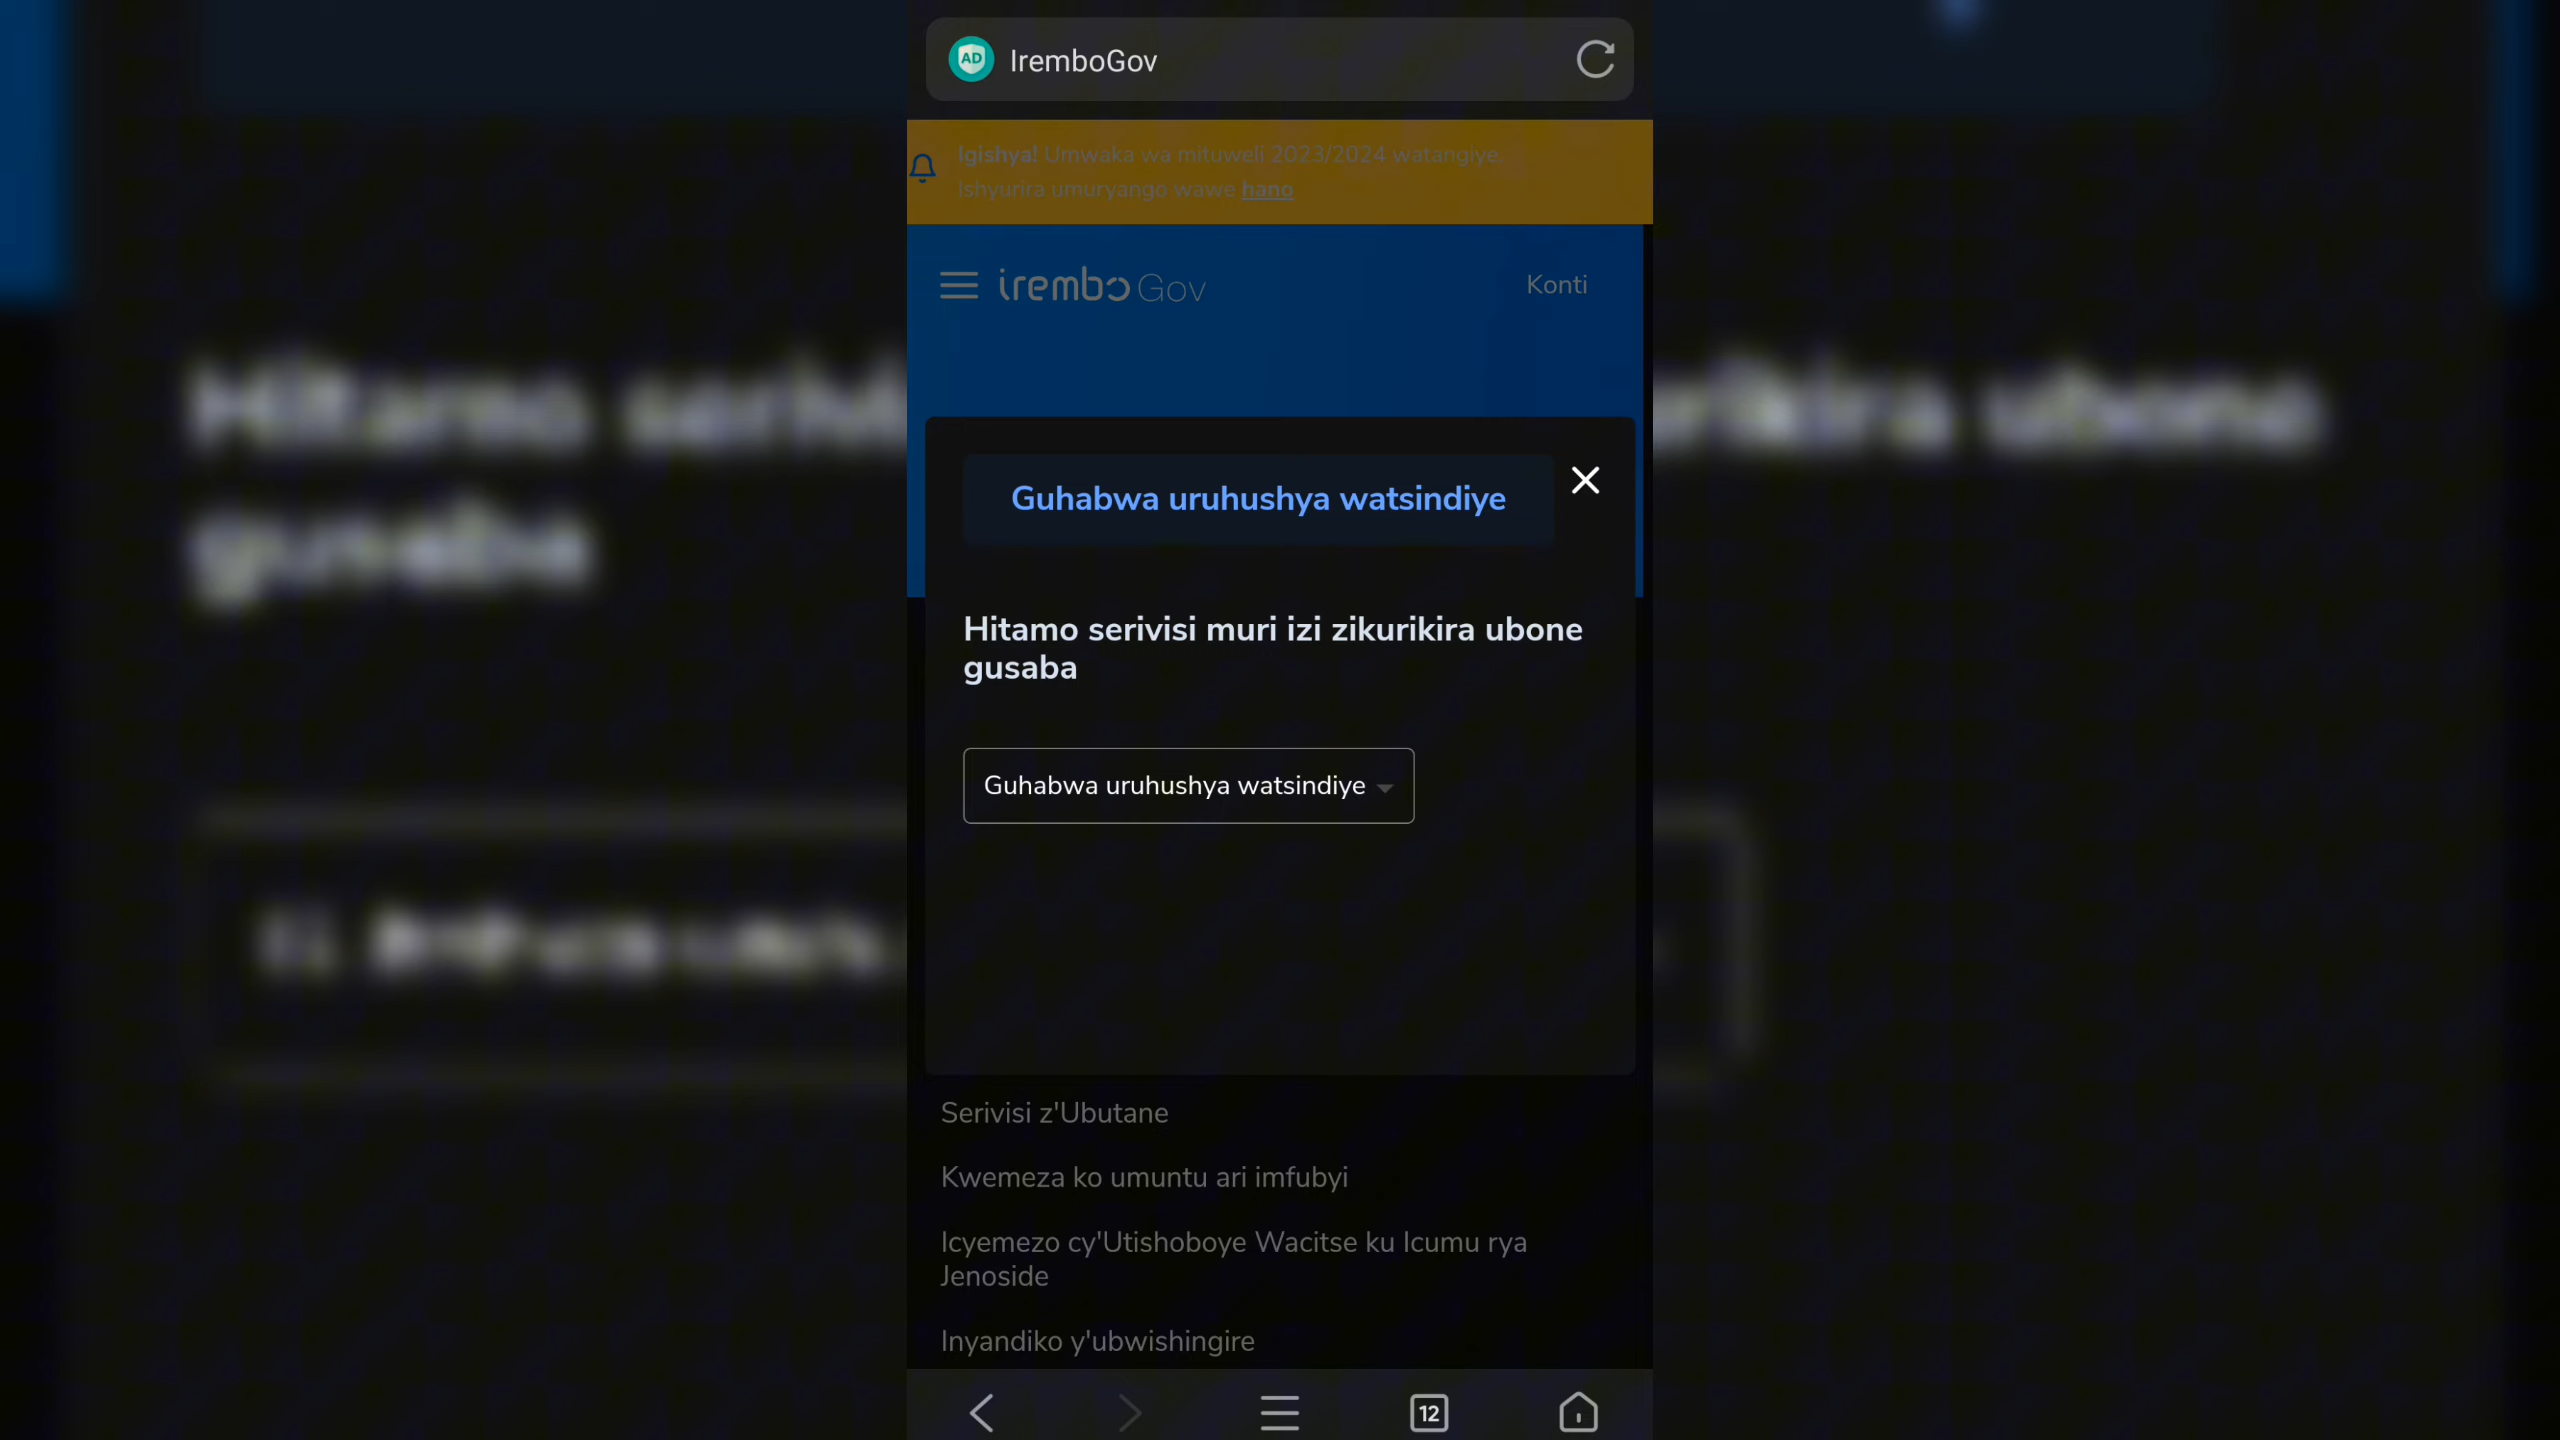 AD IremboGov
Igishya! Umwaka wa mituweli 2023/2024 watangiye.
Ishyurira umuryango wawe hano
irembo Gov Konti
Guhabwa uruhushya watsindiye
Hitamo serivisi muri izi zikurikira ubone
gusaba
Guhabwa uruhushya watsindiye
Serivisi z'Ubutane
Kwemeza ko umuntu ari imfubyi
Icyemezo cy'Utishoboye Wacitse ku Icumu rya
Jenoside
Inyandiko y'ubwishingire
12